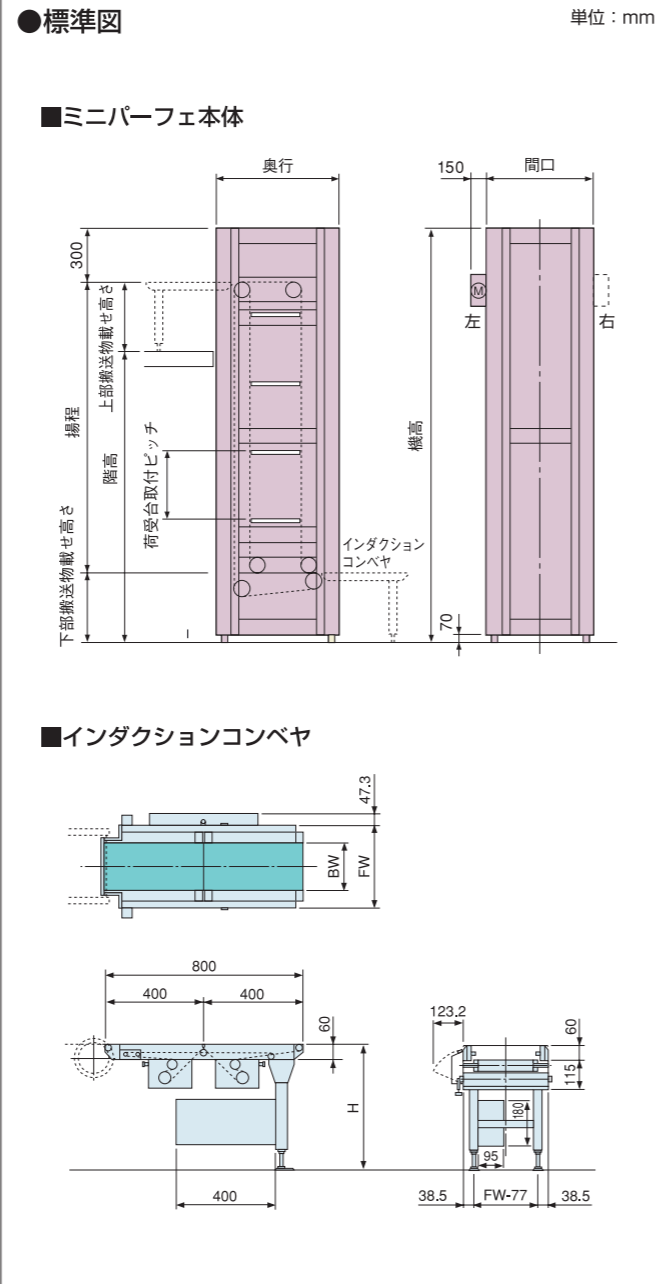 ●標準図
単位：mm
■ミニパーフェ本体
奥行
150
間口
300
上部搬送物載せ高さ
M
左
右
揚程
階高
荷受台取付ピッチ
機高
下部搬送物載せ高さ
インダクション
コンベヤ
70
■インダクションコンベヤ
47.3
BW
FW
800
400
400
60
H
400
123.2
60
115
180
95
38.5
FW-77
38.5